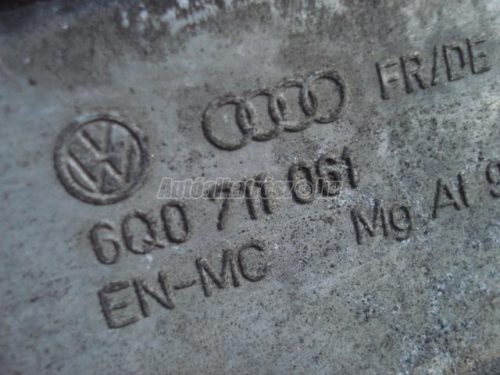 FR/DE
6Q0 711 061
EN-MC Mg Al 9